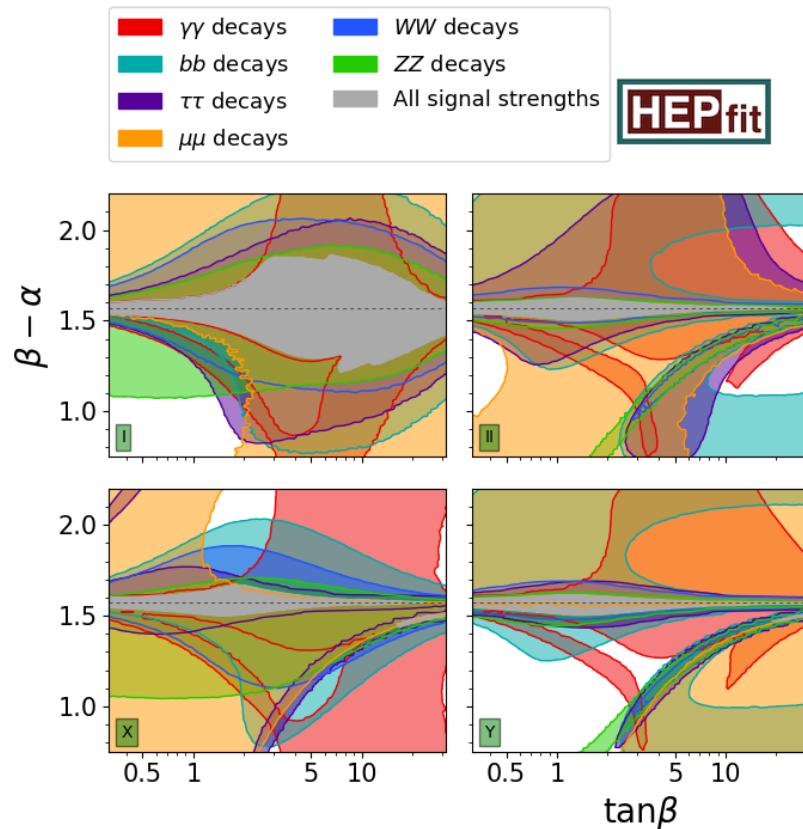 γγ decays
bb decays
ττ decays
μμ decays
WW decays
ZZ decays
All signal strengths
HEPfit
2.0
1.5
1.0
I
II
0.5 1 5 10
0.5 1 5 10
2.0
1.5
1.0
X
Y
β − α
tanβ